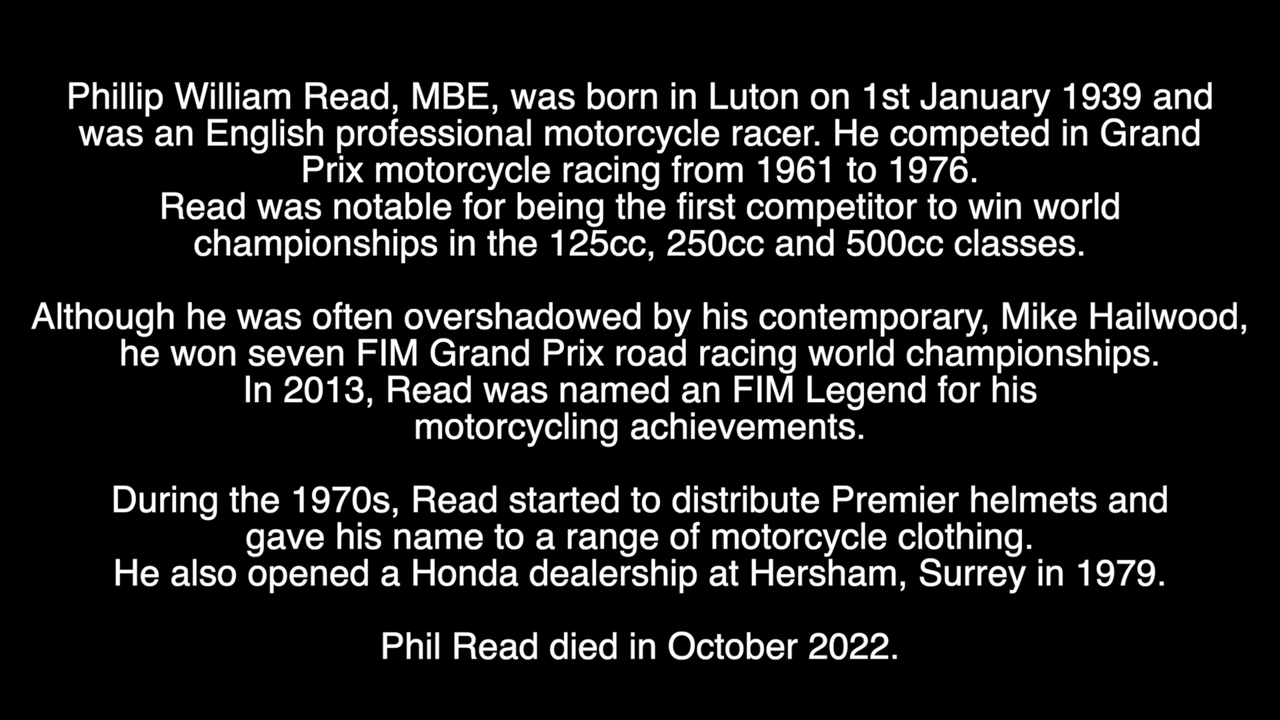 Phillip William Read, MBE, was born in Luton on 1st January 1939 and
was an English professional motorcycle racer. He competed in Grand
Prix motorcycle racing from 1961 to 1976.
Read was notable for being the first competitor to win world
championships in the 125cc, 250cc and 500cc classes.
Although he was often overshadowed by his contemporary, Mike Hailwood,
he won seven FIM Grand Prix road racing world championships.
In 2013, Read was named an FIM Legend for his
motorcycling achievements.
During the 1970s, Read started to distribute Premier helmets and
gave his name to a range of motorcycle clothing.
He also opened a Honda dealership at Hersham, Surrey in 1979.
Phil Read died in October 2022.